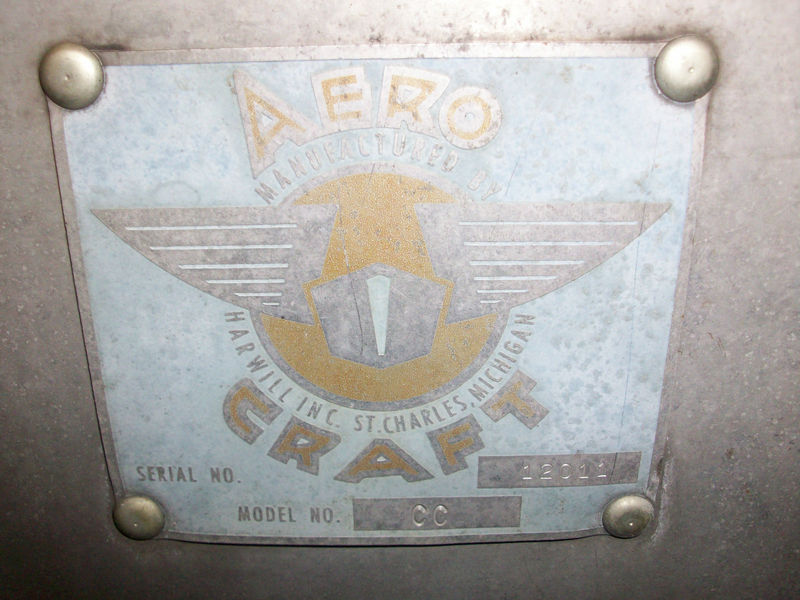 AERO
MANUFACTURED BY
HARWILL INC. ST. CHARLES, MICHIGAN
CRAFT
SERIAL NO. 12011
MODEL NO. CC